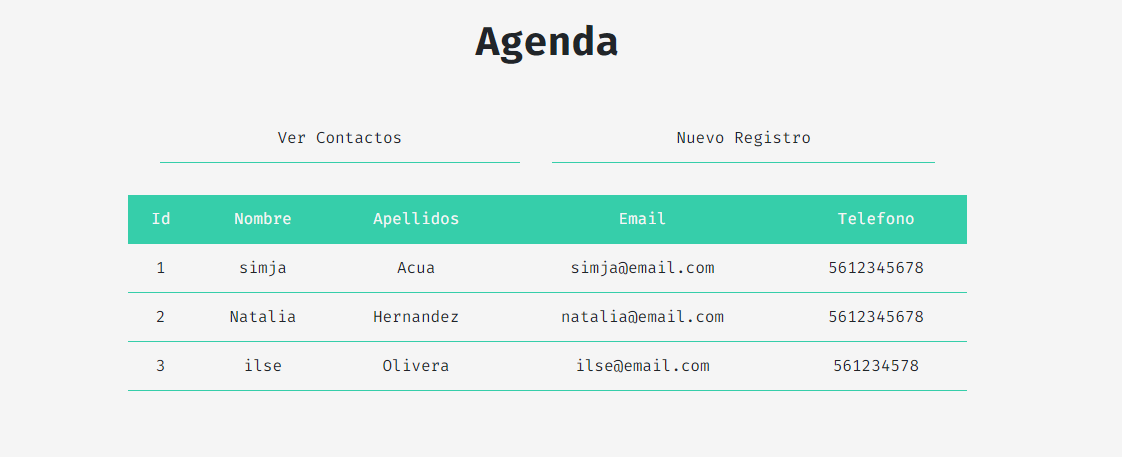 Agenda
Ver Contactos Nuevo Registro
Id Nombre Apellidos Email Telefono
1 simja Acua simja@email.com 5612345678
2 Natalia Hernandez natalia@email.com 5612345678
3 ilse Olivera ilse@email.com 561234578